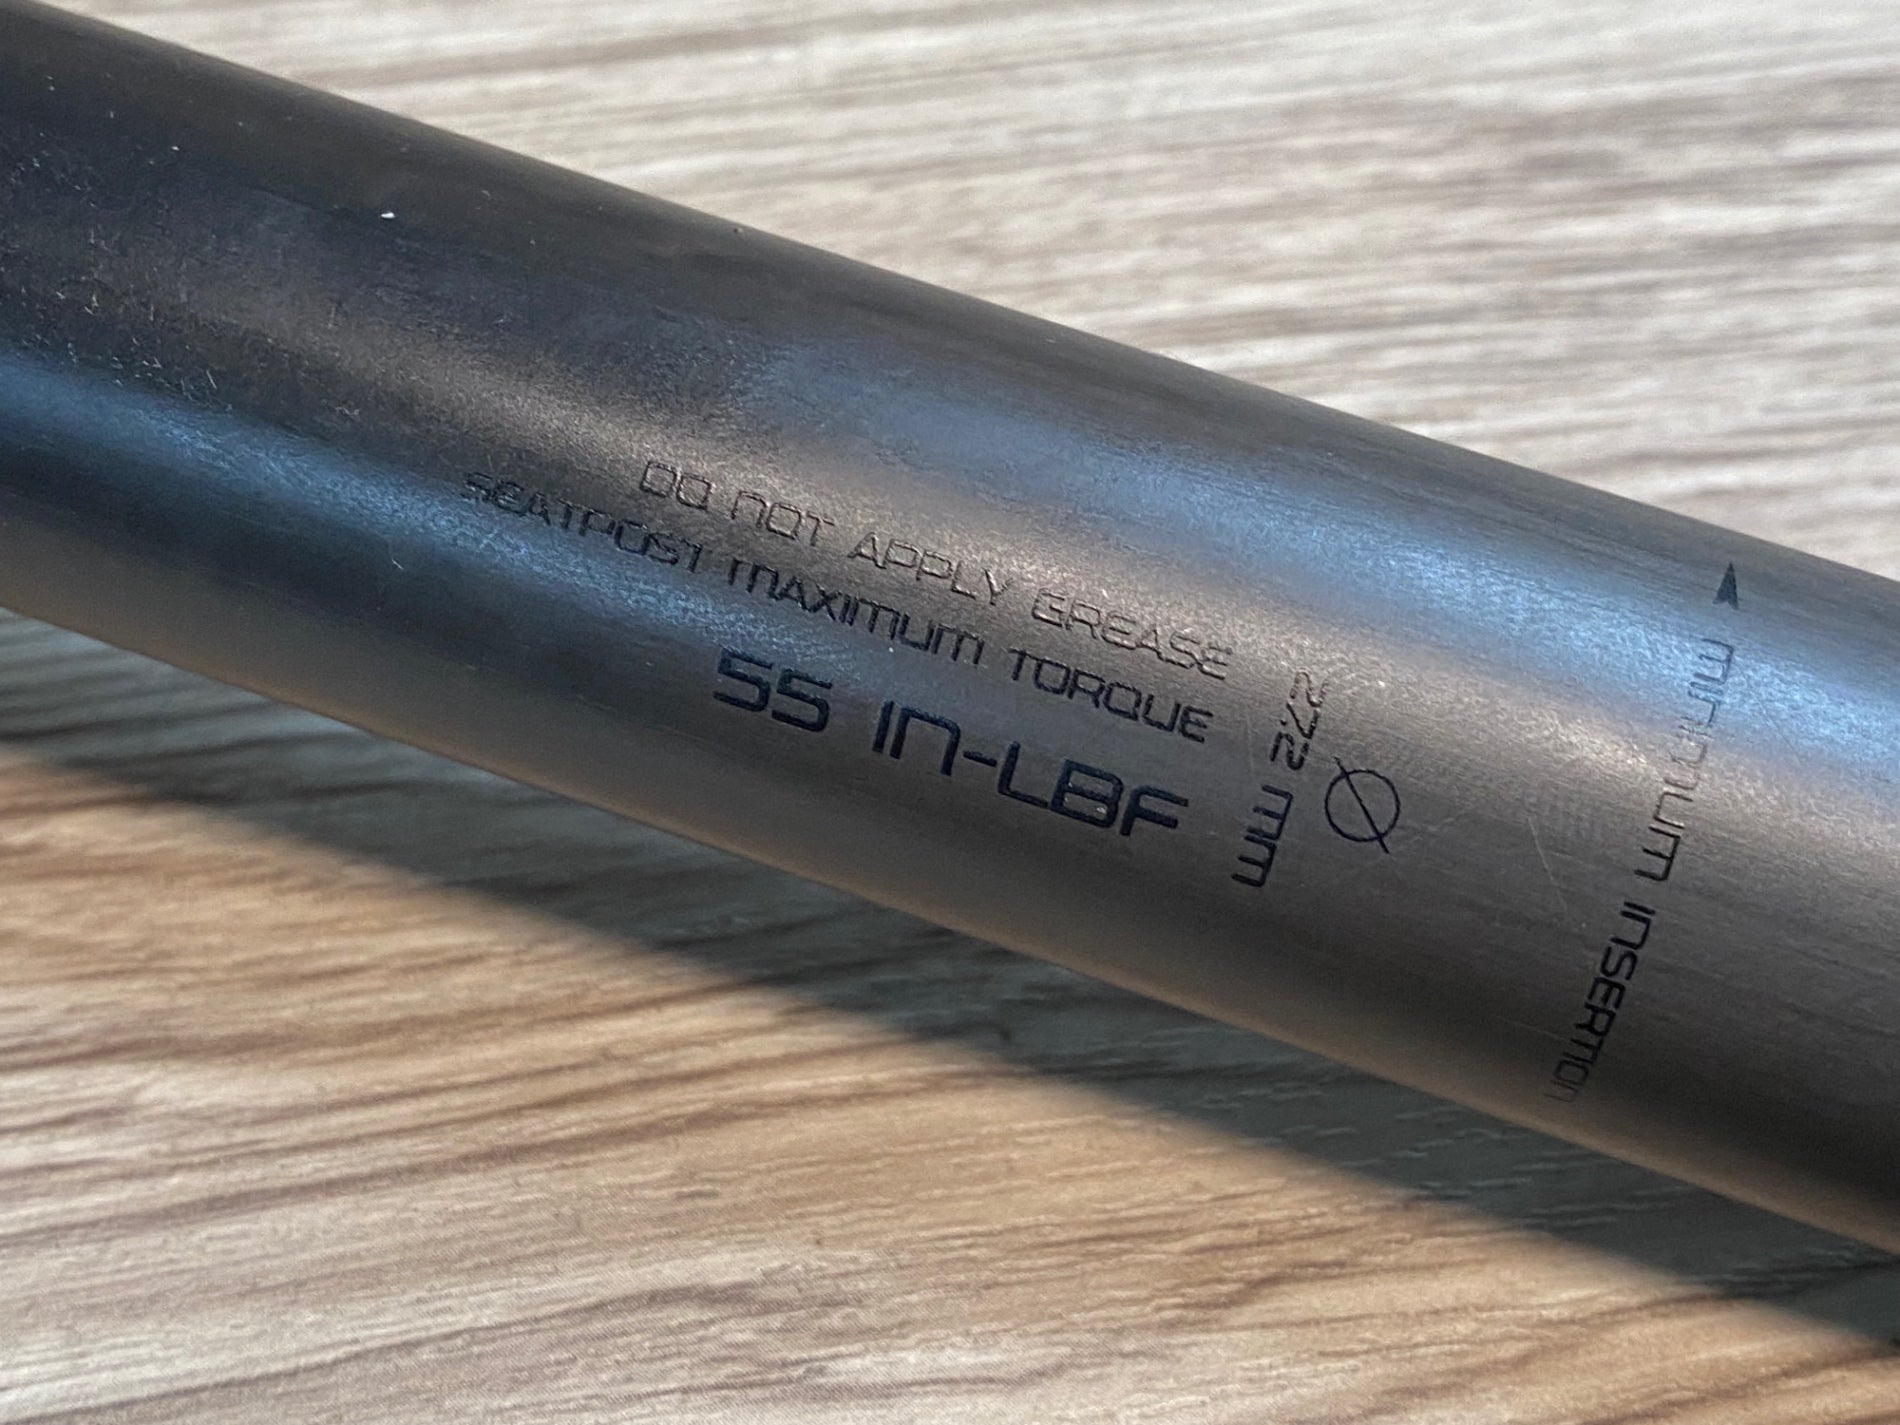 DO NOT APPLY GREASE
SEATPOST MAXIMUM TORQUE
55 IN-LBF
Ø
27.2 MM
MINIMUM INSERTION